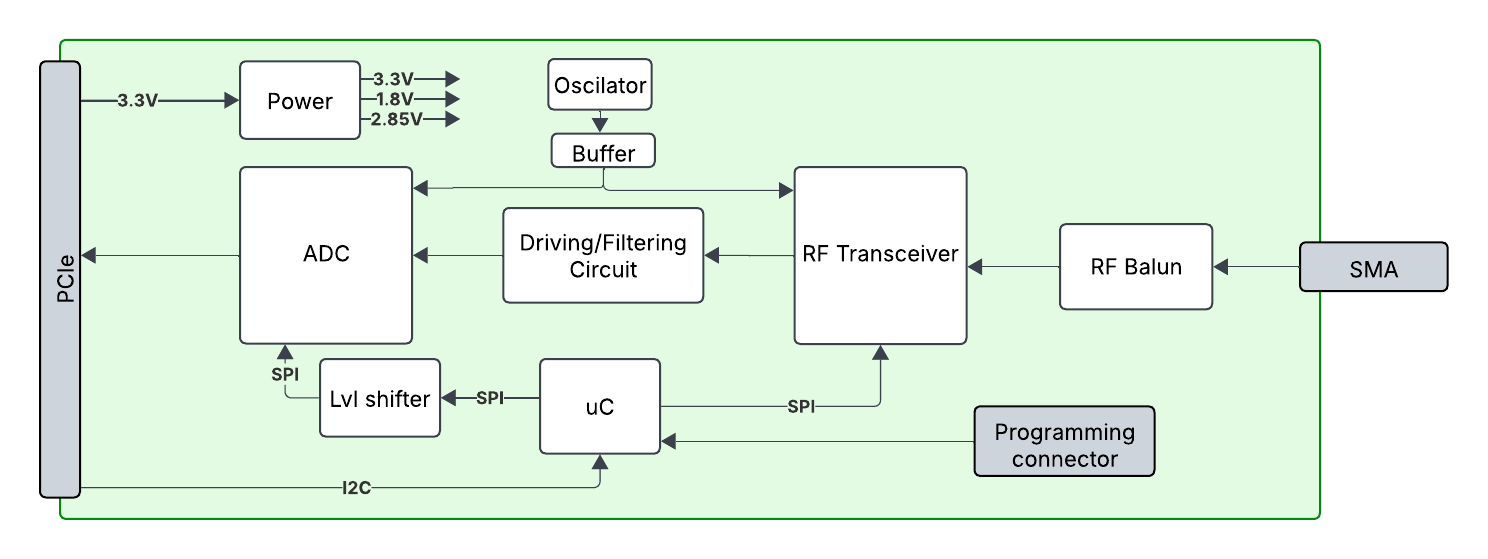 3.3V
Power
3.3V
1.8V
2.85V
Oscilator
Buffer
PCIe
ADC
Driving/Filtering
Circuit
RF Transceiver
RF Balun
SMA
SPI
Lvl shifter
SPI
uC
SPI
Programming
connector
I2C